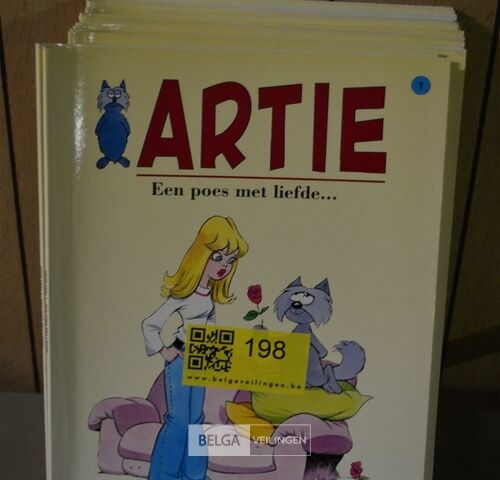 1
ARTIE
Een poes met liefde...
198
www.belgaveilingen.be
BELGA VEILINGEN